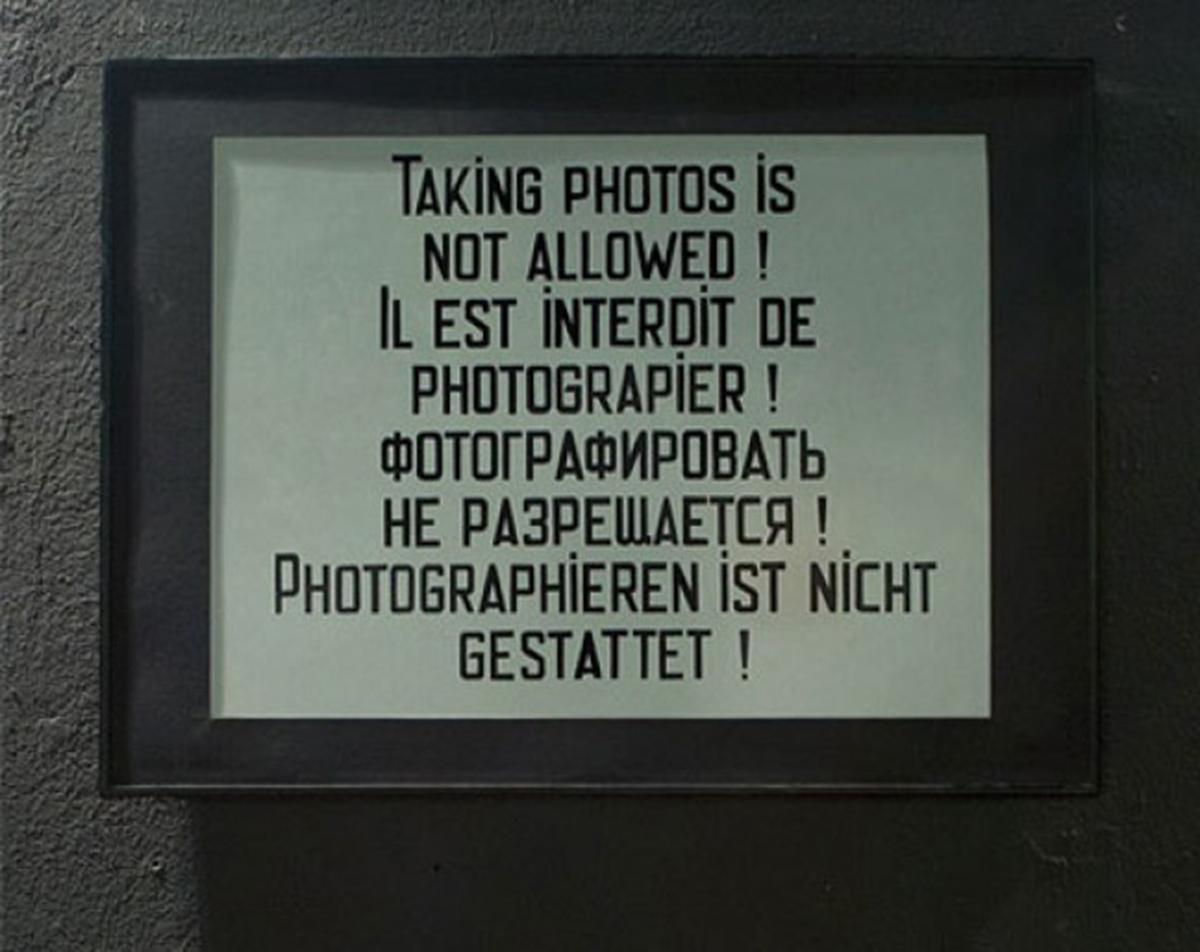 Taking photos is
not allowed !
Il est interdit de
photograpier !
фотографировать
не разрешается !
Photographieren ist nicht
gestattet !